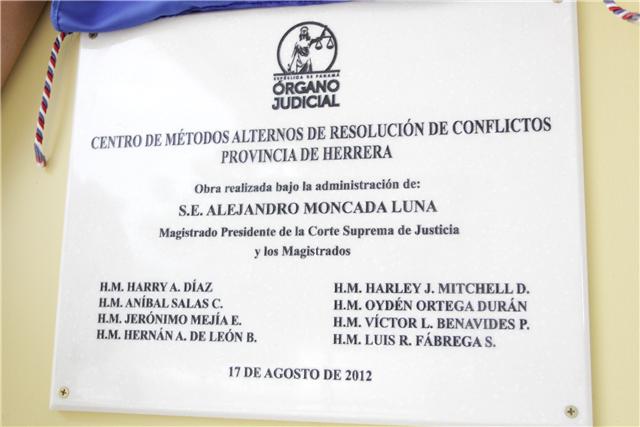 REPÚBLICA DE PANAMÁ
ÓRGANO
JUDICIAL
CENTRO DE MÉTODOS ALTERNOS DE RESOLUCIÓN DE CONFLICTOS
PROVINCIA DE HERRERA
Obra realizada bajo la administración de:
S.E. ALEJANDRO MONCADA LUNA
Magistrado Presidente de la Corte Suprema de Justicia
y los Magistrados
H.M. HARRY A. DÍAZ
H.M. ANÍBAL SALAS C.
H.M. JERÓNIMO MEJÍA E.
H.M. HERNÁN A. DE LEÓN B.
H.M. HARLEY J. MITCHELL D.
H.M. OYDÉN ORTEGA DURÁN
H.M. VÍCTOR L. BENAVIDES P.
H.M. LUIS R. FÁBREGA S.
17 DE AGOSTO DE 2012